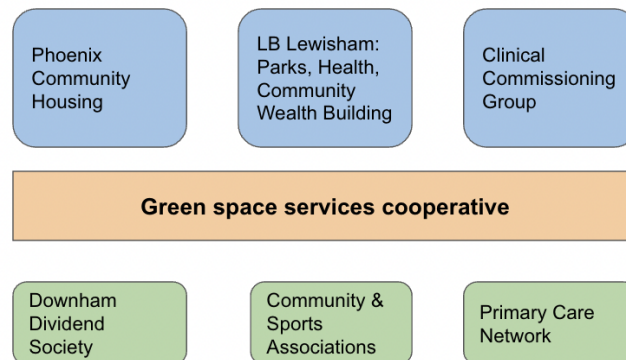 Phoenix
Community
Housing
LB Lewisham:
Parks, Health,
Community
Wealth Building
Clinical
Commissioning
Group
Green space services cooperative
Downham
Dividend
Society
Community &
Sports
Associations
Primary Care
Network